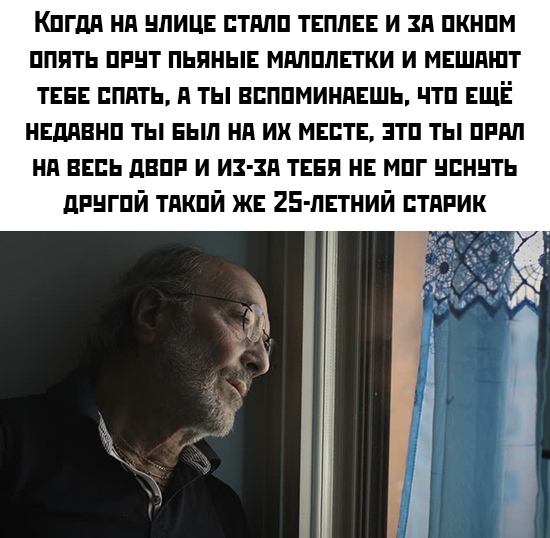 Когда на улице стало теплее и за окном
опять орут пьяные малолетки и мешают
тебе спать, а ты вспоминаешь, что ещё
недавно ты был на их месте, это ты орал
на весь двор и из-за тебя не мог уснуть
другой такой же 25-летний старик